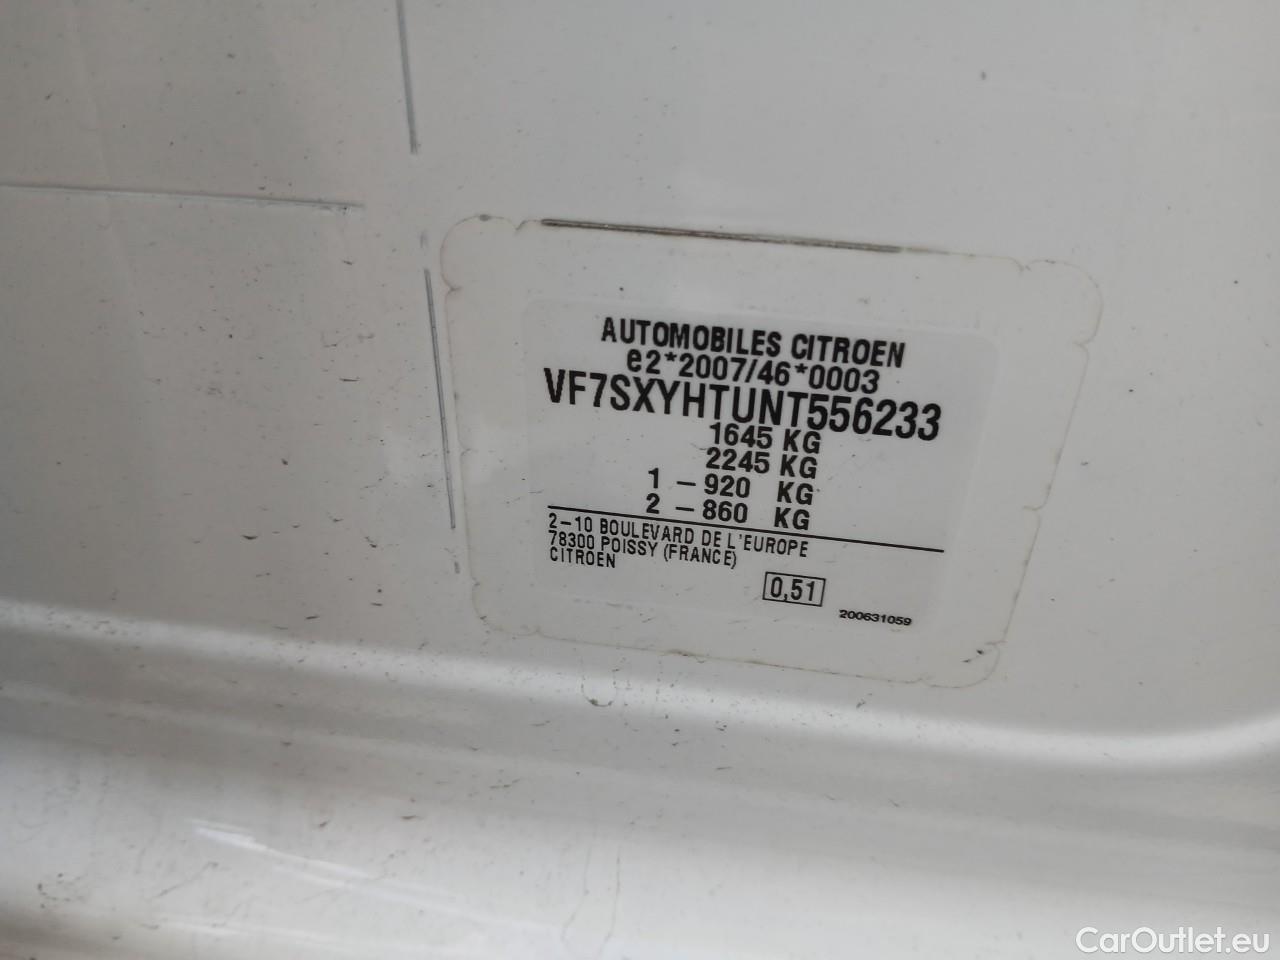 AUTOMOBILES CITROEN
e2*2007/46*0003
VF7SXYHTUNT556233
1645 KG
2245 KG
1 – 920 KG
2 – 860 KG
2–10 BOULEVARD DE L'EUROPE
78300 POISSY (FRANCE)
CITROEN
0,51
200631059
CarOutlet.eu